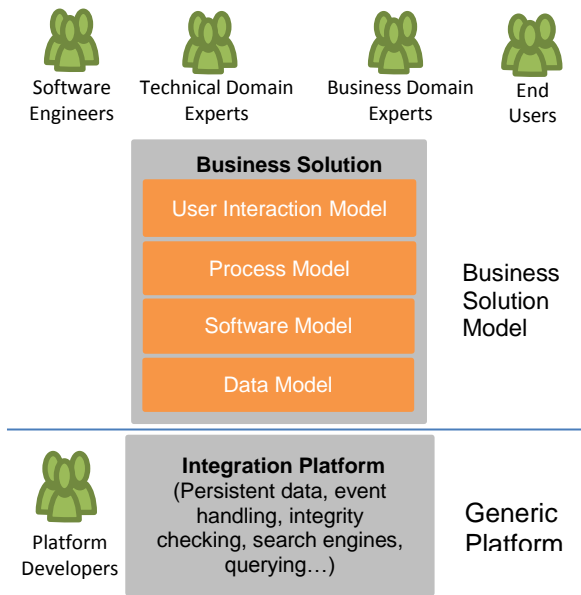 Software
Engineers
Technical Domain
Experts
Business Domain
Experts
End
Users
Business Solution
User Interaction Model
Process Model
Software Model
Data Model
Business
Solution
Model
Integration Platform
(Persistent data, event
handling, integrity
checking, search engines,
querying…)
Platform
Developers
Generic
Platform